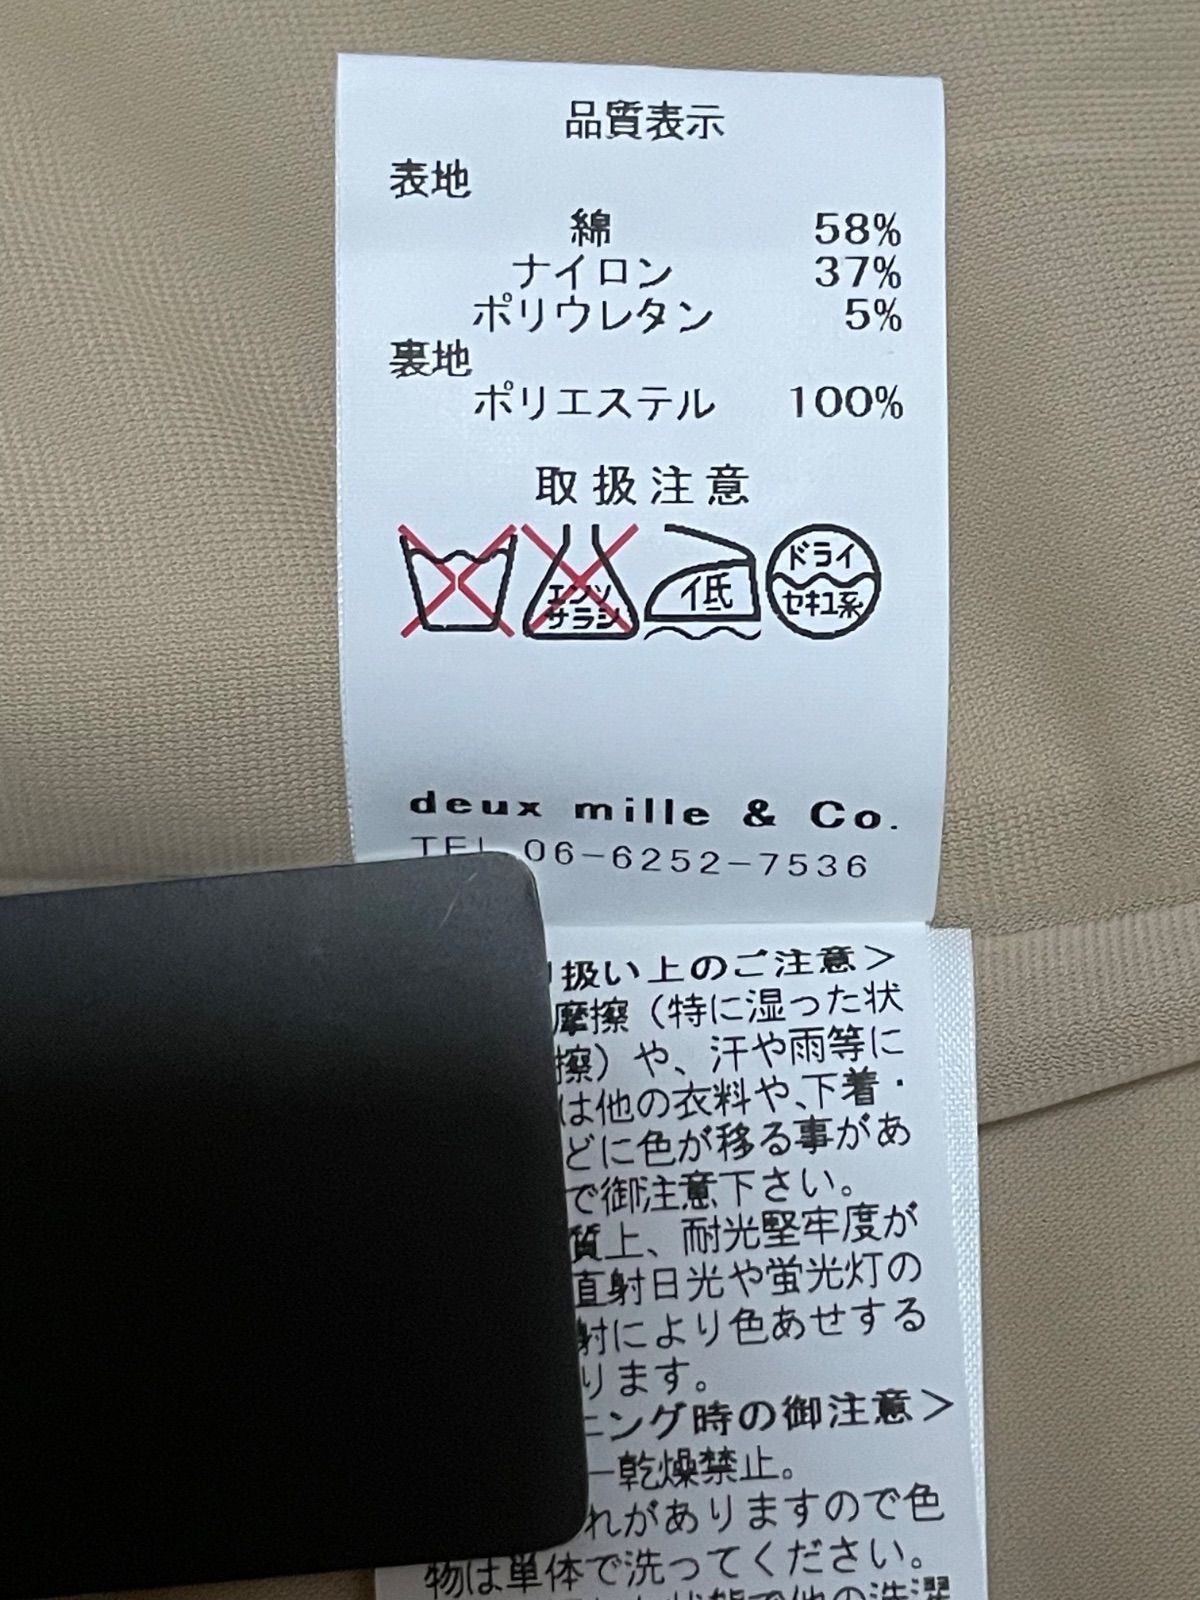 品質表示
表地
綿 58%
ナイロン 37%
ポリウレタン 5%
裏地
ポリエステル 100%
取扱注意
エンソ
サラシ
低
ドライ
セキユ系
deux mille & Co.
TEL 06-6252-7536
扱い上のご注意>
摩擦(特に湿った状
擦)や、汗や雨等に
は他の衣料や、下着・
どに色が移る事があ
で御注意下さい。
質上、耐光堅牢度が
直射日光や蛍光灯の
射により色あせする
ります。
ニング時の御注意>
ー乾燥禁止。
れがありますので色
物は単体で洗ってください。